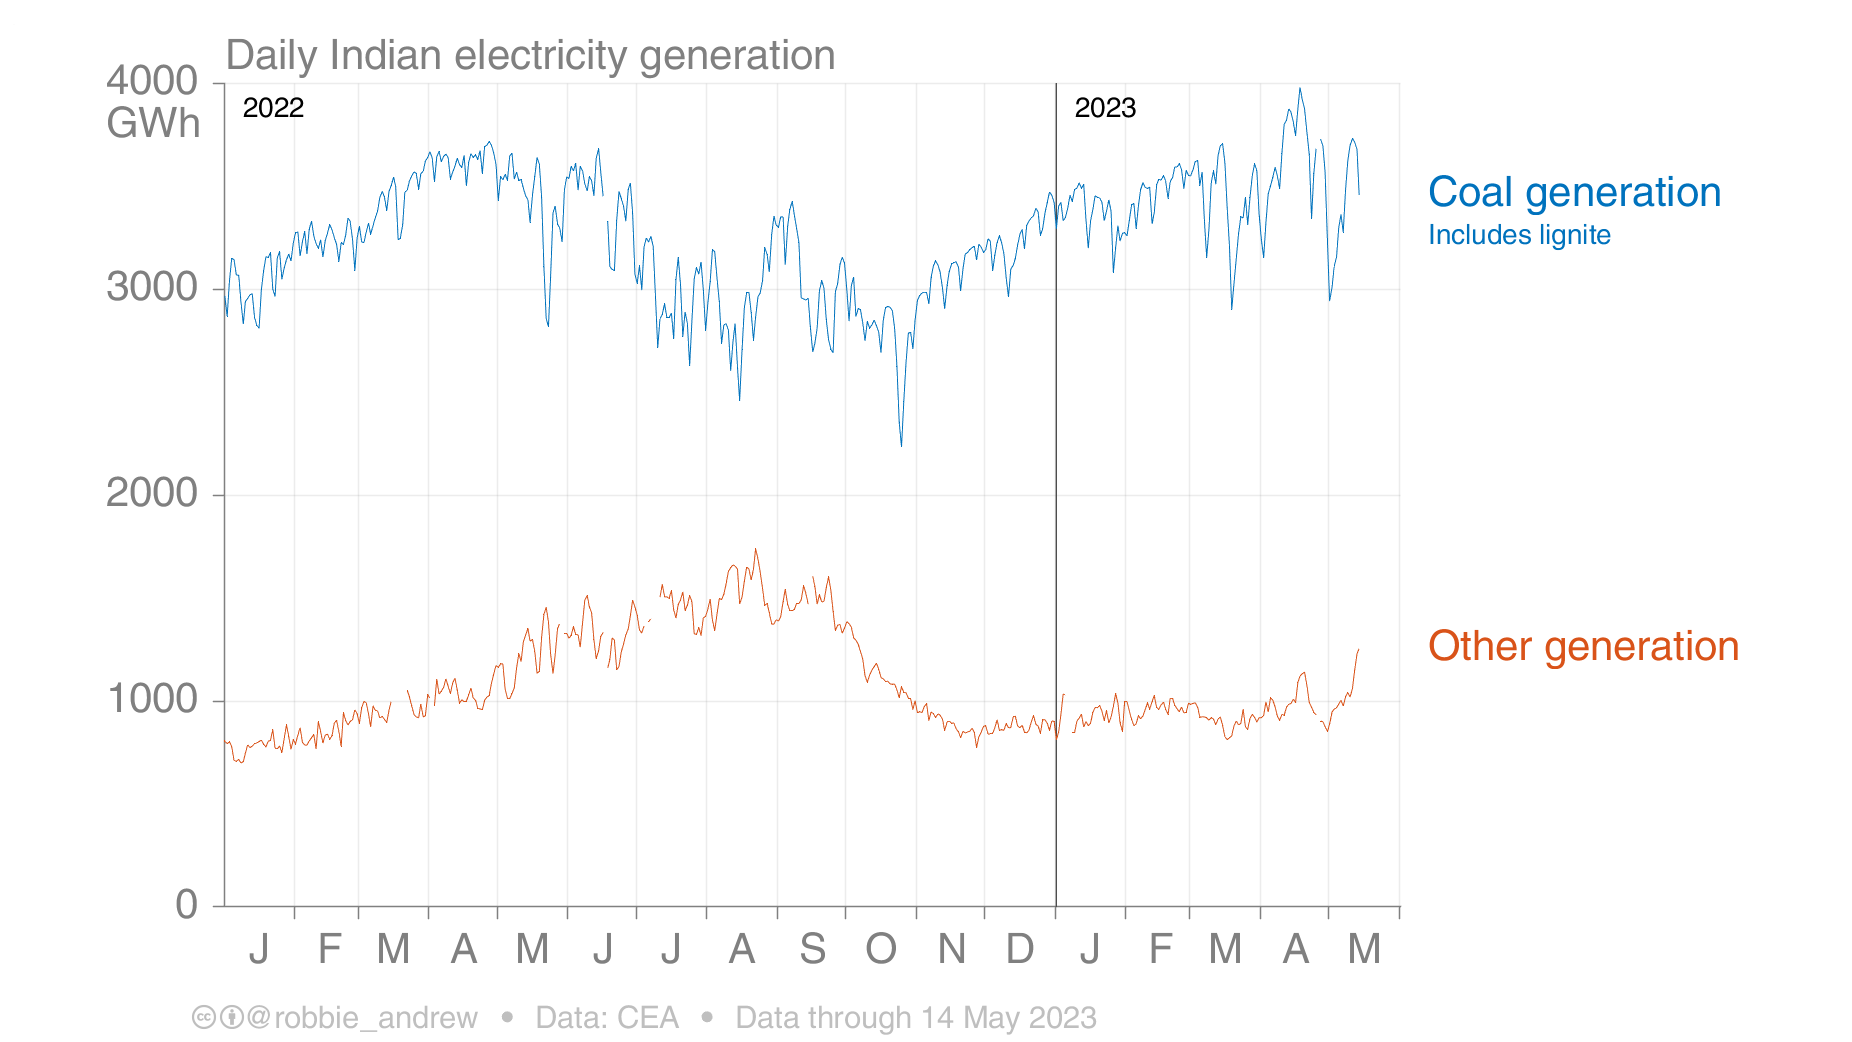 Daily Indian electricity generation
4000
GWh
2022
2023
3000
2000
1000
0
Coal generation
Includes lignite
Other generation
J F M A M J J A S O N D J F M A M
cc @robbie_andrew • Data: CEA • Data through 14 May 2023